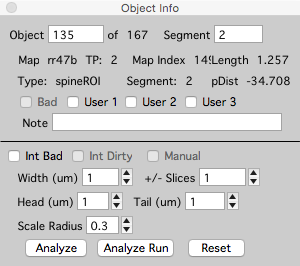 Object Info
Object 135 of 167 Segment 2
Map rr47b TP: 2 Map Index 149 Length 1.257
Type: spineROI Segment: 2 pDist -34.708
Bad User 1 User 2 User 3
Note
Int Bad Int Dirty Manual
Width (um) 1 +/- Slices 1
Head (um) 1 Tail (um) 1
Scale Radius 0.3
Analyze Analyze Run Reset